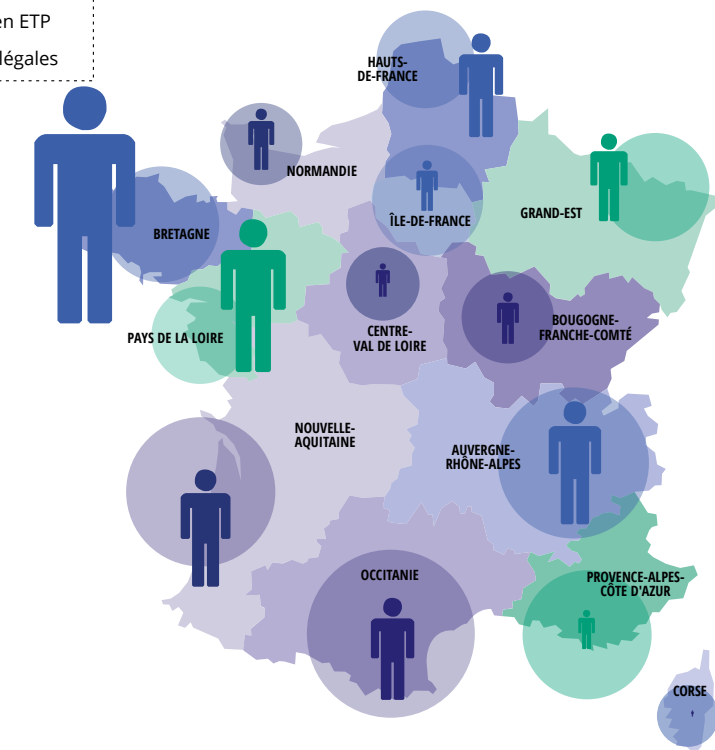 en ETP
légales
HAUTS-
DE-FRANCE
NORMANDIE
BRETAGNE
ÎLE-DE-FRANCE
GRAND-EST
PAYS DE LA LOIRE
CENTRE-
VAL DE LOIRE
BOUGOGNE-
FRANCHE-COMTÉ
NOUVELLE-
AQUITAINE
AUVERGNE-
RHÔNE-ALPES
OCCITANIE
PROVENCE-ALPES-
CÔTE D'AZUR
CORSE